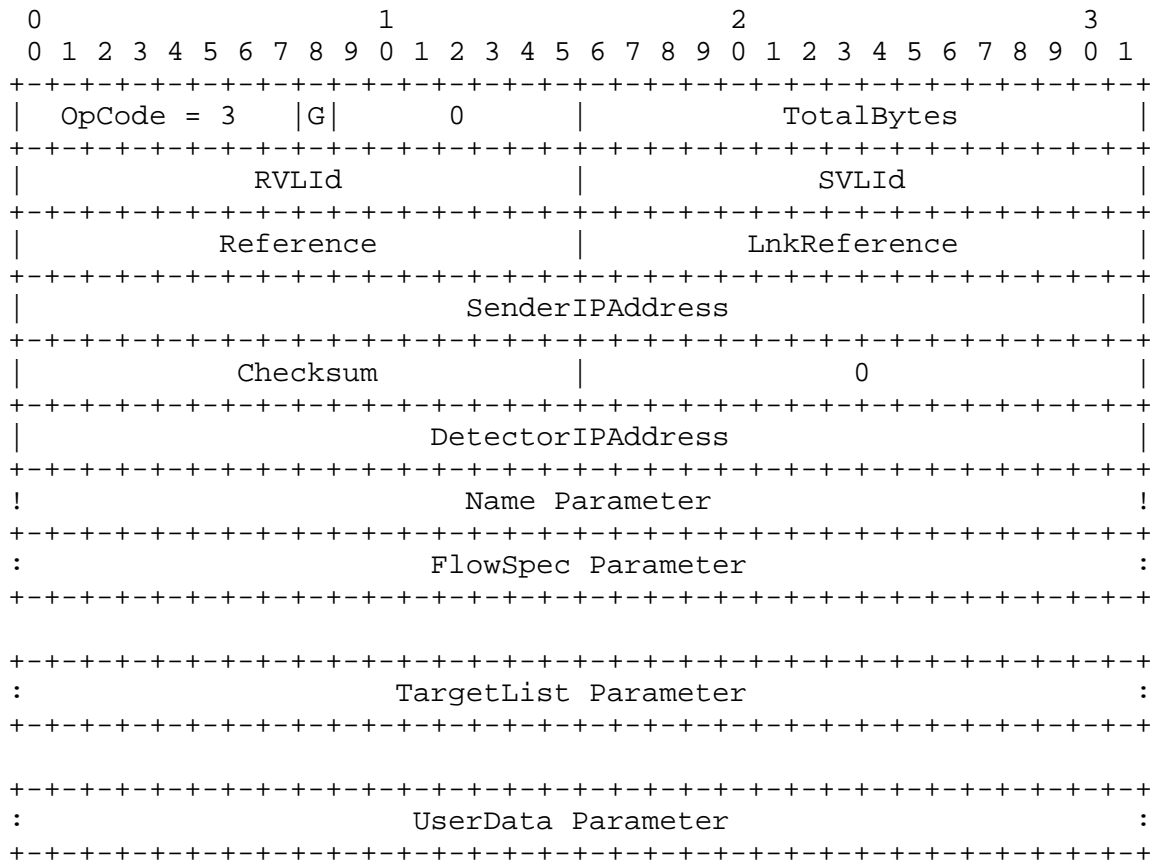 0                   1                   2                   3
 0 1 2 3 4 5 6 7 8 9 0 1 2 3 4 5 6 7 8 9 0 1 2 3 4 5 6 7 8 9 0 1
+-+-+-+-+-+-+-+-+-+-+-+-+-+-+-+-+-+-+-+-+-+-+-+-+-+-+-+-+-+-+-+-+
|  OpCode = 3   |G|      0      |           TotalBytes          |
+-+-+-+-+-+-+-+-+-+-+-+-+-+-+-+-+-+-+-+-+-+-+-+-+-+-+-+-+-+-+-+-+
|             RVLId             |             SVLId             |
+-+-+-+-+-+-+-+-+-+-+-+-+-+-+-+-+-+-+-+-+-+-+-+-+-+-+-+-+-+-+-+-+
|           Reference           |         LnkReference          |
+-+-+-+-+-+-+-+-+-+-+-+-+-+-+-+-+-+-+-+-+-+-+-+-+-+-+-+-+-+-+-+-+
|                         SenderIPAddress                       |
+-+-+-+-+-+-+-+-+-+-+-+-+-+-+-+-+-+-+-+-+-+-+-+-+-+-+-+-+-+-+-+-+
|            Checksum           |               0               |
+-+-+-+-+-+-+-+-+-+-+-+-+-+-+-+-+-+-+-+-+-+-+-+-+-+-+-+-+-+-+-+-+
|                       DetectorIPAddress                       |
+-+-+-+-+-+-+-+-+-+-+-+-+-+-+-+-+-+-+-+-+-+-+-+-+-+-+-+-+-+-+-+-+
!                         Name Parameter                        !
+-+-+-+-+-+-+-+-+-+-+-+-+-+-+-+-+-+-+-+-+-+-+-+-+-+-+-+-+-+-+-+-+
:                       FlowSpec Parameter                      :
+-+-+-+-+-+-+-+-+-+-+-+-+-+-+-+-+-+-+-+-+-+-+-+-+-+-+-+-+-+-+-+-+

+-+-+-+-+-+-+-+-+-+-+-+-+-+-+-+-+-+-+-+-+-+-+-+-+-+-+-+-+-+-+-+-+
:                     TargetList Parameter                      :
+-+-+-+-+-+-+-+-+-+-+-+-+-+-+-+-+-+-+-+-+-+-+-+-+-+-+-+-+-+-+-+-+

+-+-+-+-+-+-+-+-+-+-+-+-+-+-+-+-+-+-+-+-+-+-+-+-+-+-+-+-+-+-+-+-+
:                      UserData Parameter                       :
+-+-+-+-+-+-+-+-+-+-+-+-+-+-+-+-+-+-+-+-+-+-+-+-+-+-+-+-+-+-+-+-+